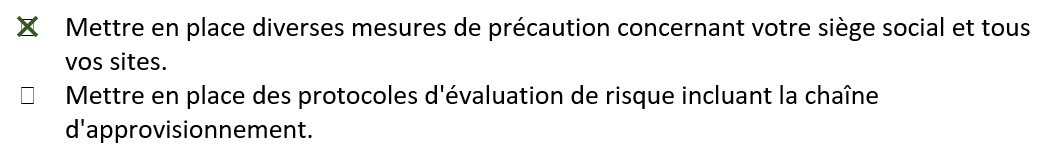 ☒ Mettre en place diverses mesures de précaution concernant votre siège social et tous
vos sites.
☐ Mettre en place des protocoles d'évaluation de risque incluant la chaîne
d'approvisionnement.